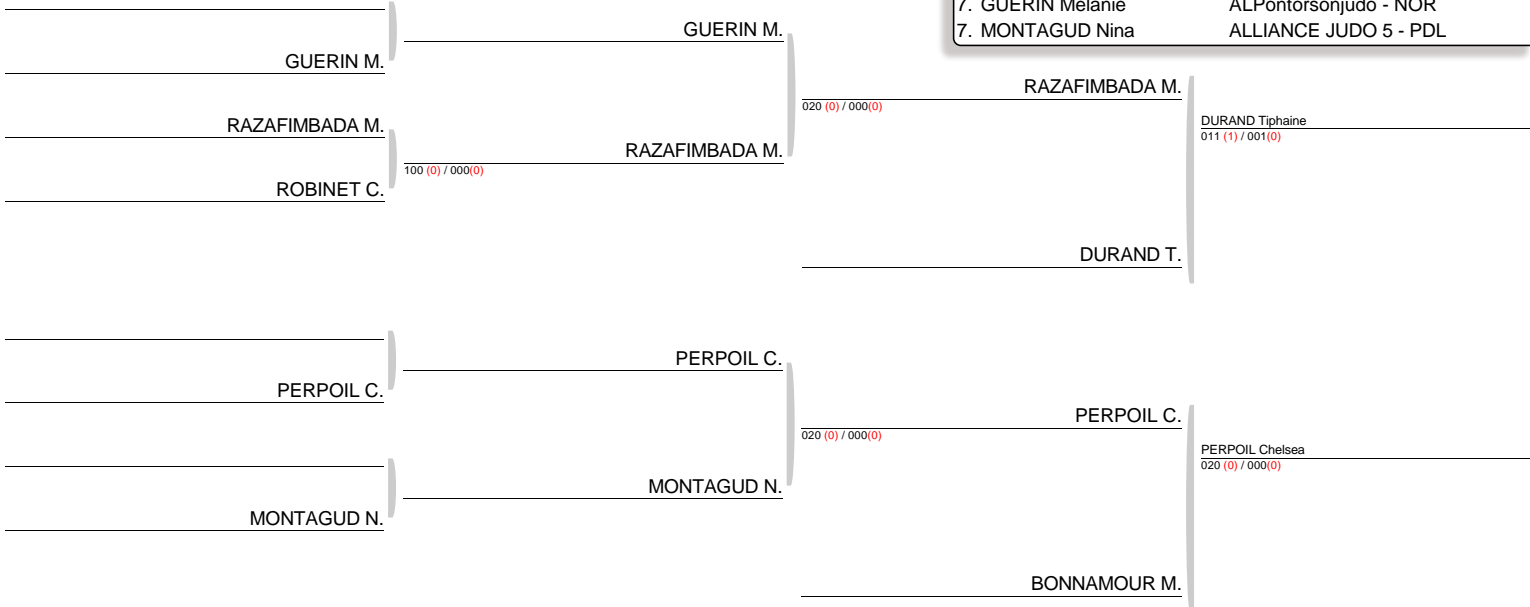 7. GUERIN Melanie ALPontorsonjudo - NOR
7. MONTAGUD Nina ALLIANCE JUDO 5 - PDL
GUERIN M.
GUERIN M.
RAZAFIMBADA M.
020 (0) / 000(0)
DURAND Tiphaine
011 (1) / 001(0)
RAZAFIMBADA M.
RAZAFIMBADA M.
100 (0) / 000(0)
ROBINET C.
DURAND T.
PERPOIL C.
PERPOIL C.
PERPOIL C.
020 (0) / 000(0)
PERPOIL Chelsea
020 (0) / 000(0)
MONTAGUD N.
MONTAGUD N.
BONNAMOUR M.